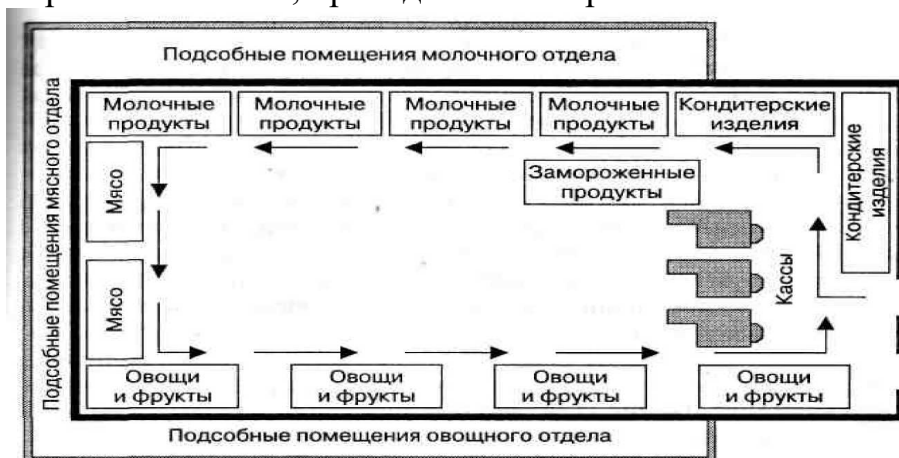 Подсобные помещения молочного отдела
Подсобные помещения мясного отдела
Молочные
продукты
Молочные
продукты
Молочные
продукты
Молочные
продукты
Кондитерские
изделия
Кондитерские
изделия
Замороженные
продукты
Мясо
Мясо
Кассы
Овощи
и фрукты
Овощи
и фрукты
Овощи
и фрукты
Овощи
и фрукты
Подсобные помещения овощного отдела